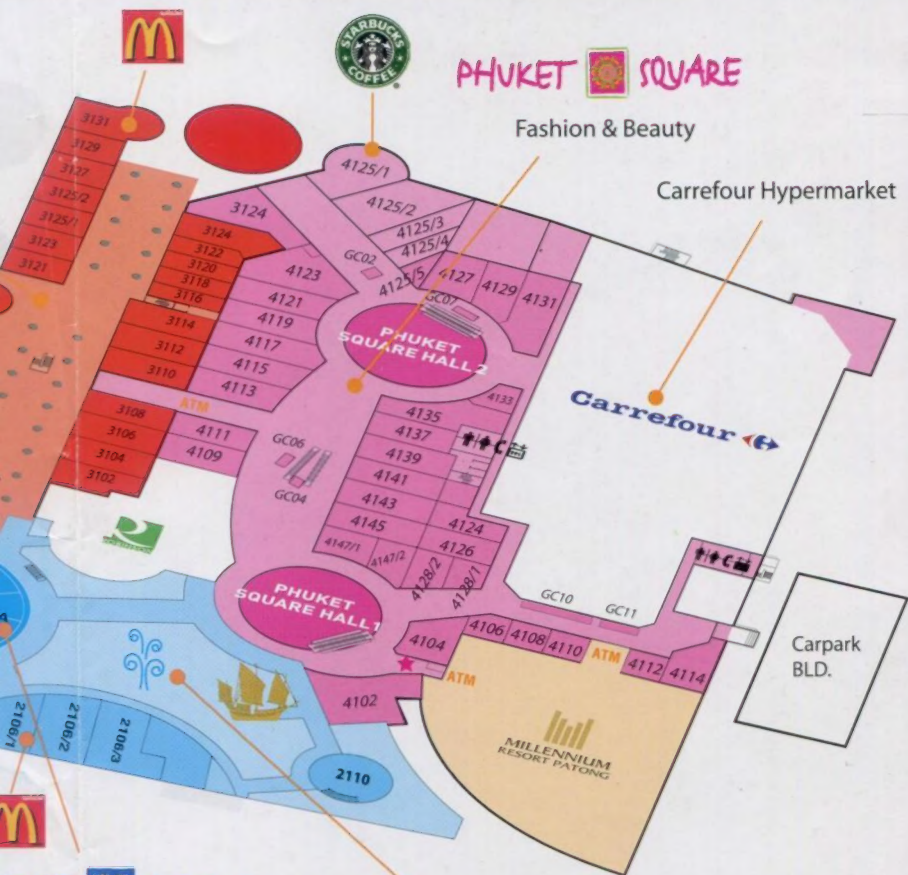 STARBUCKS
COFFEE
PHUKET SQUARE
Fashion & Beauty
Carrefour Hypermarket
3131
3129
3127
3125/2
3125/1
3123
3121
4125/1
4125/2
4125/3
4125/4
4125/5
3124
3124
3122
3120
3118
3116
3114
3112
3110
GC02
4123
4121
4119
4117
4115
4113
4127
4129
4131
GC07
PHUKET
SQUARE HALL 2
Carrefour
ATM
3108
3106
3104
3102
4111
4109
GC06
GC04
4133
4135
4137
4139
4141
4143
4145
4147/1
4147/2
4124
4126
4128/2
4128/1
PHUKET
SQUARE HALL 1
GC10
GC11
4104
4106
4108
4110
ATM
4112
4114
ATM
4102
Carpark
BLD.
MILLENNIUM
RESORT PATONG
2106/1
2106/2
2106/3
2110